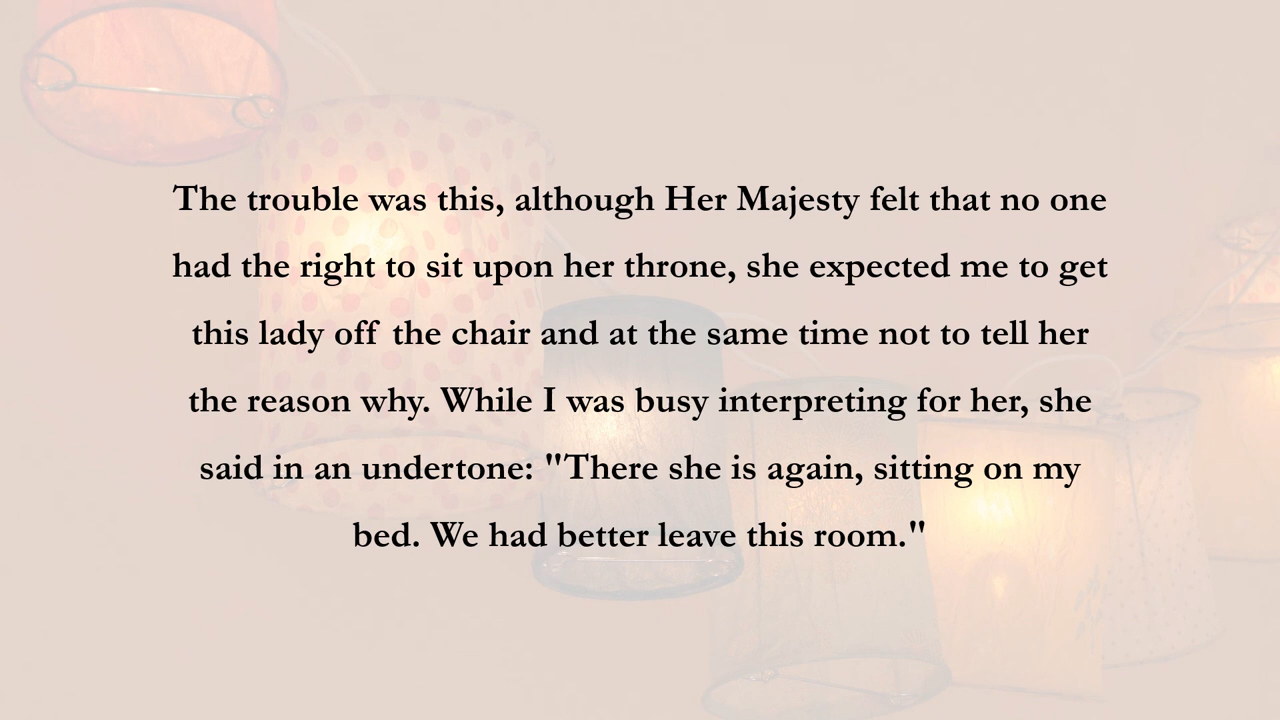 The trouble was this, although Her Majesty felt that no one
had the right to sit upon her throne, she expected me to get
this lady off the chair and at the same time not to tell her
the reason why. While I was busy interpreting for her, she
said in an undertone: "There she is again, sitting on my
bed. We had better leave this room."